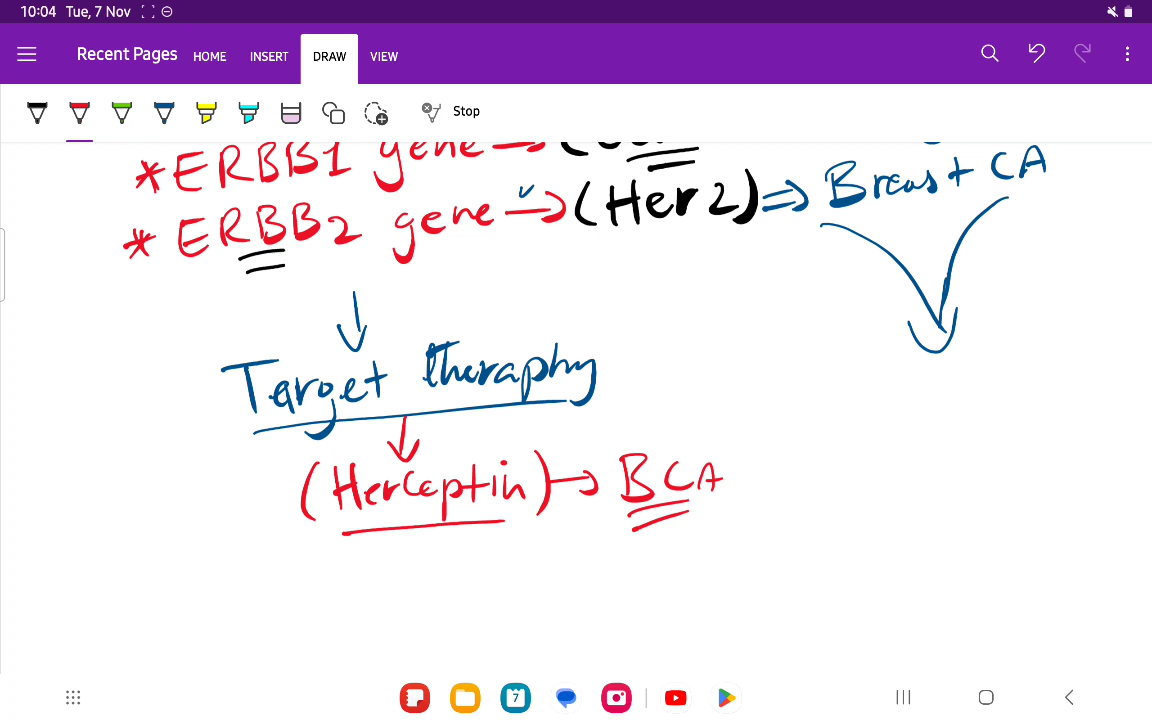 10:04 Tue, 7 Nov
Recent Pages HOME INSERT DRAW VIEW
Stop
*ERBB1 gene →
* ERBB2 gene → (Her 2) ⇒ Breast CA
↓
Target theraphy
↓
(Herceptin) → BCA
7